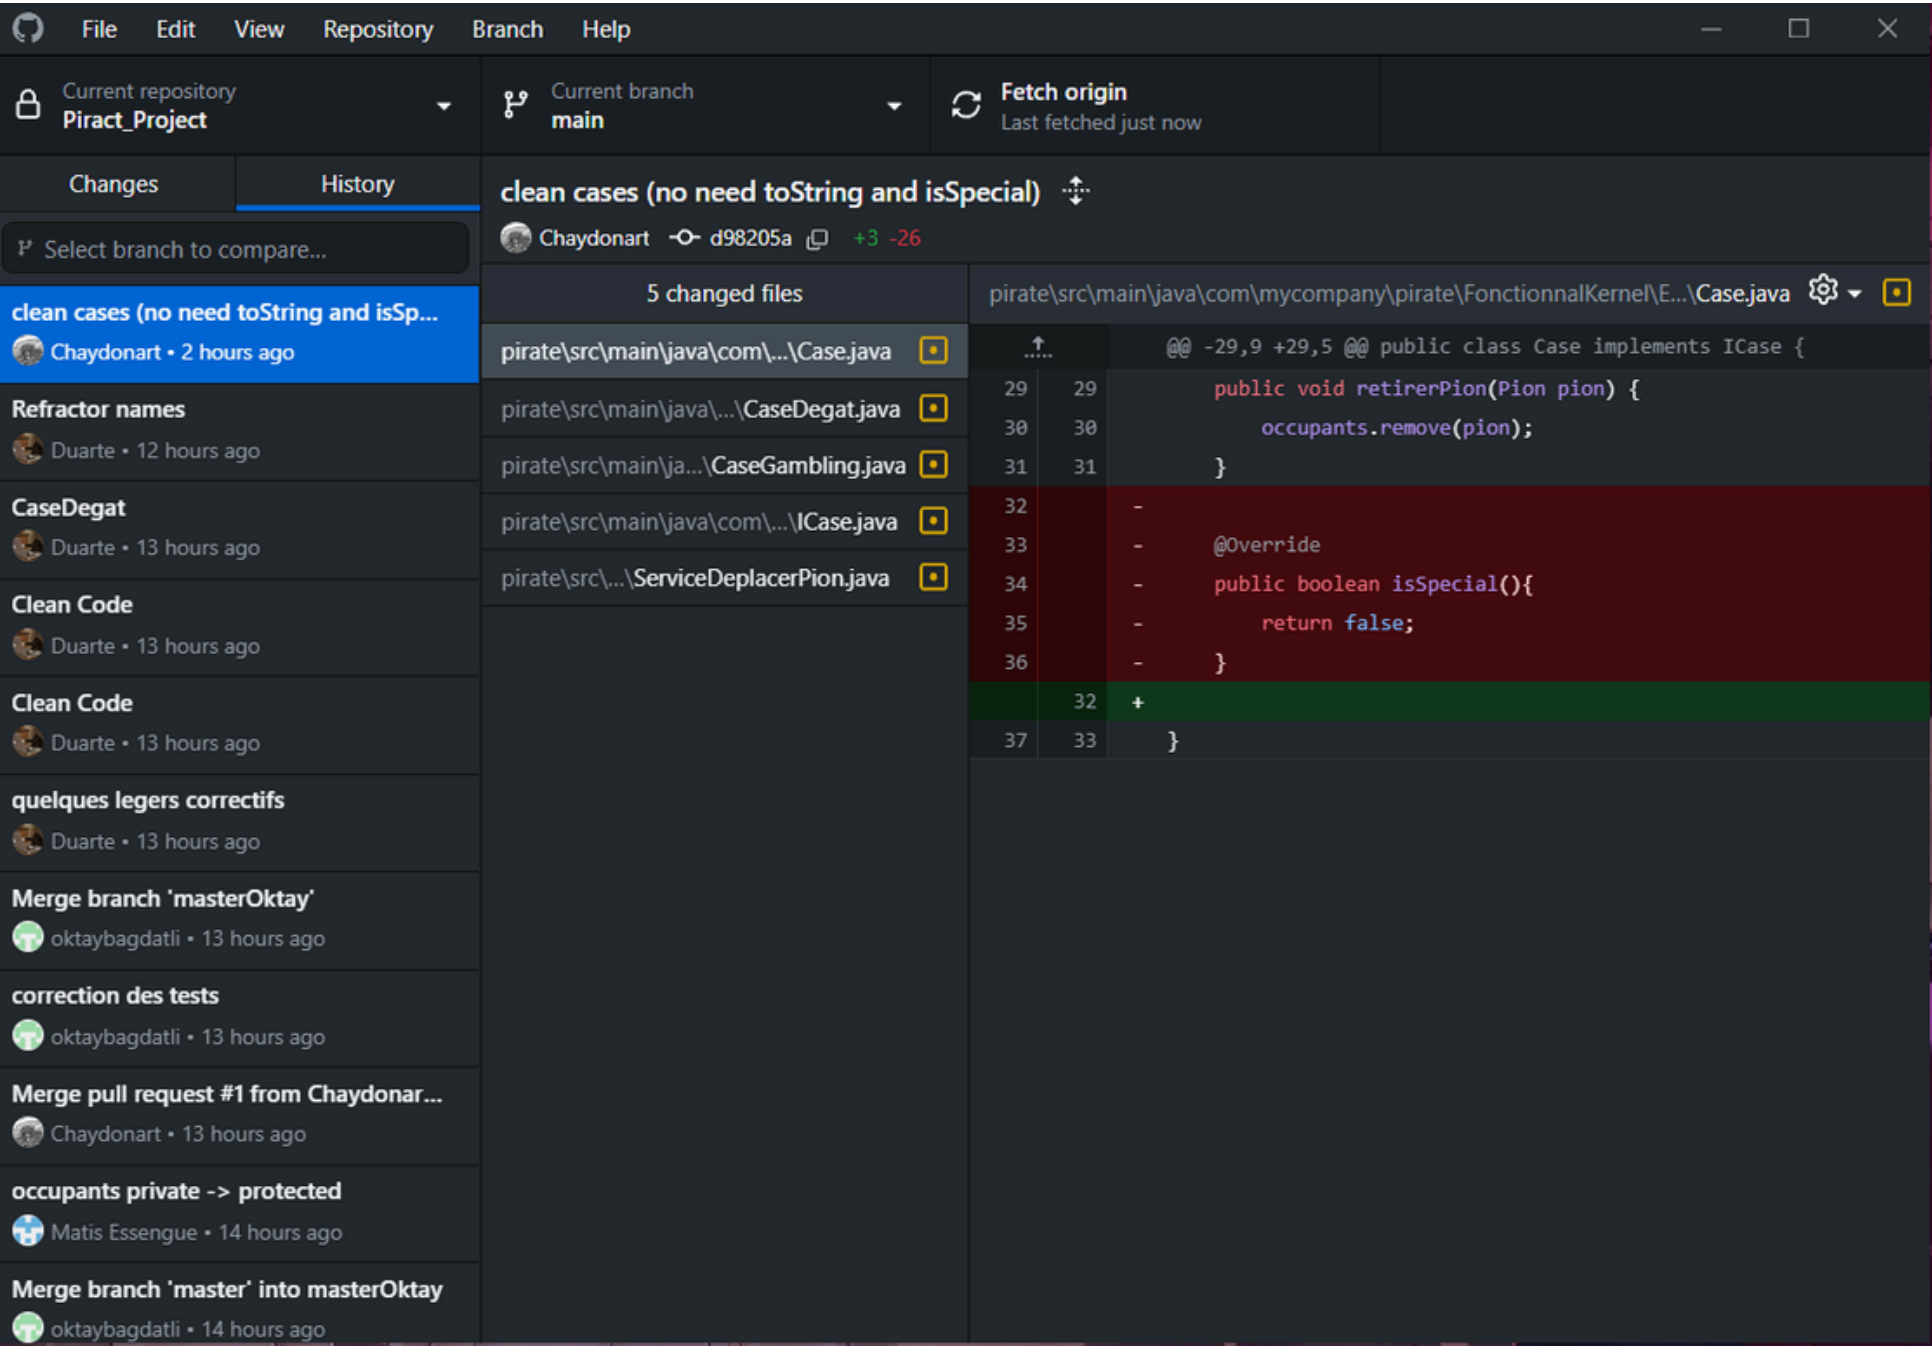 File Edit View Repository Branch Help
Current repository
Piract_Project
Current branch
main
Fetch origin
Last fetched just now
Changes
History
Select branch to compare...
clean cases (no need toString and isSp...
Chaydonart • 2 hours ago
Refractor names
Duarte • 12 hours ago
CaseDegat
Duarte • 13 hours ago
Clean Code
Duarte • 13 hours ago
Clean Code
Duarte • 13 hours ago
quelques legers correctifs
Duarte • 13 hours ago
Merge branch 'masterOktay'
oktaybagdatli • 13 hours ago
correction des tests
oktaybagdatli • 13 hours ago
Merge pull request #1 from Chaydonar...
Chaydonart • 13 hours ago
occupants private -> protected
Matis Essengue • 14 hours ago
Merge branch 'master' into masterOktay
oktaybagdatli • 14 hours ago
clean cases (no need toString and isSpecial)
Chaydonart d98205a +3 -26
5 changed files
pirate\src\main\java\com\...\Case.java
pirate\src\main\java\...\CaseDegat.java
pirate\src\main\ja...\CaseGambling.java
pirate\src\main\java\com\...\ICase.java
pirate\src\...\ServiceDeplacerPion.java
pirate\src\main\java\com\mycompany\pirate\FonctionnalKernel\E...\Case.java
@@ -29,9 +29,5 @@ public class Case implements ICase {
29 29 public void retirerPion(Pion pion) {
30 30 occupants.remove(pion);
31 31 }
32 -
33 - @Override
34 - public boolean isSpecial(){
35 - return false;
36 - }
32 +
37 33 }